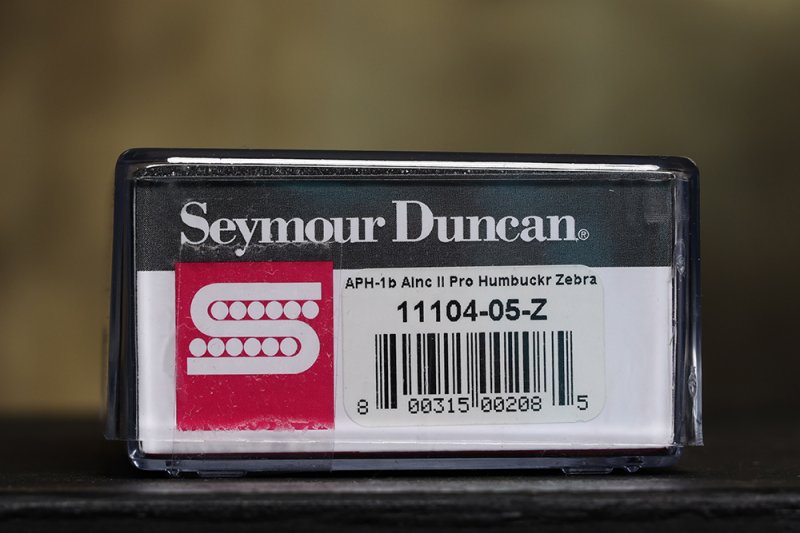 Seymour Duncan®
APH-1b Alnc II Pro Humbuckr Zebra
11104-05-Z
8 00315 00208 5